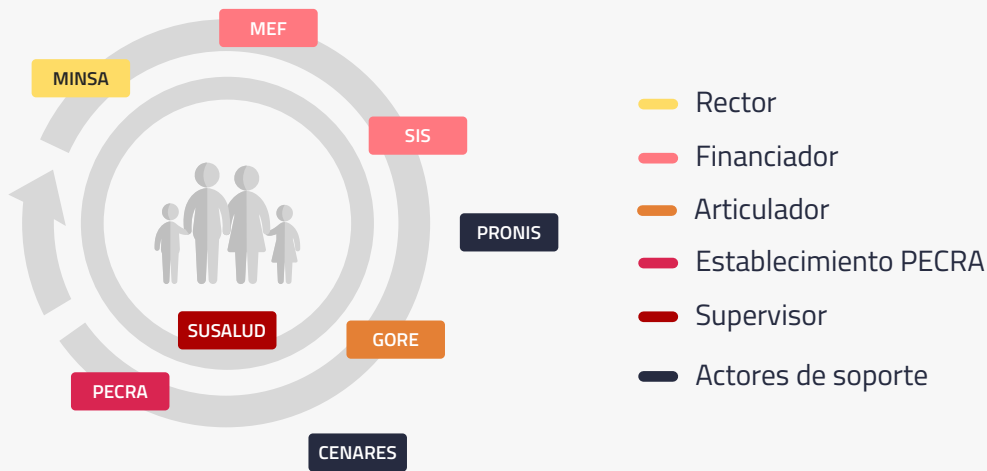 MEF
MINSA
SIS
PRONIS
SUSALUD
GORE
PECRA
CENARES
Rector
Financiador
Articulador
Establecimiento PECRA
Supervisor
Actores de soporte